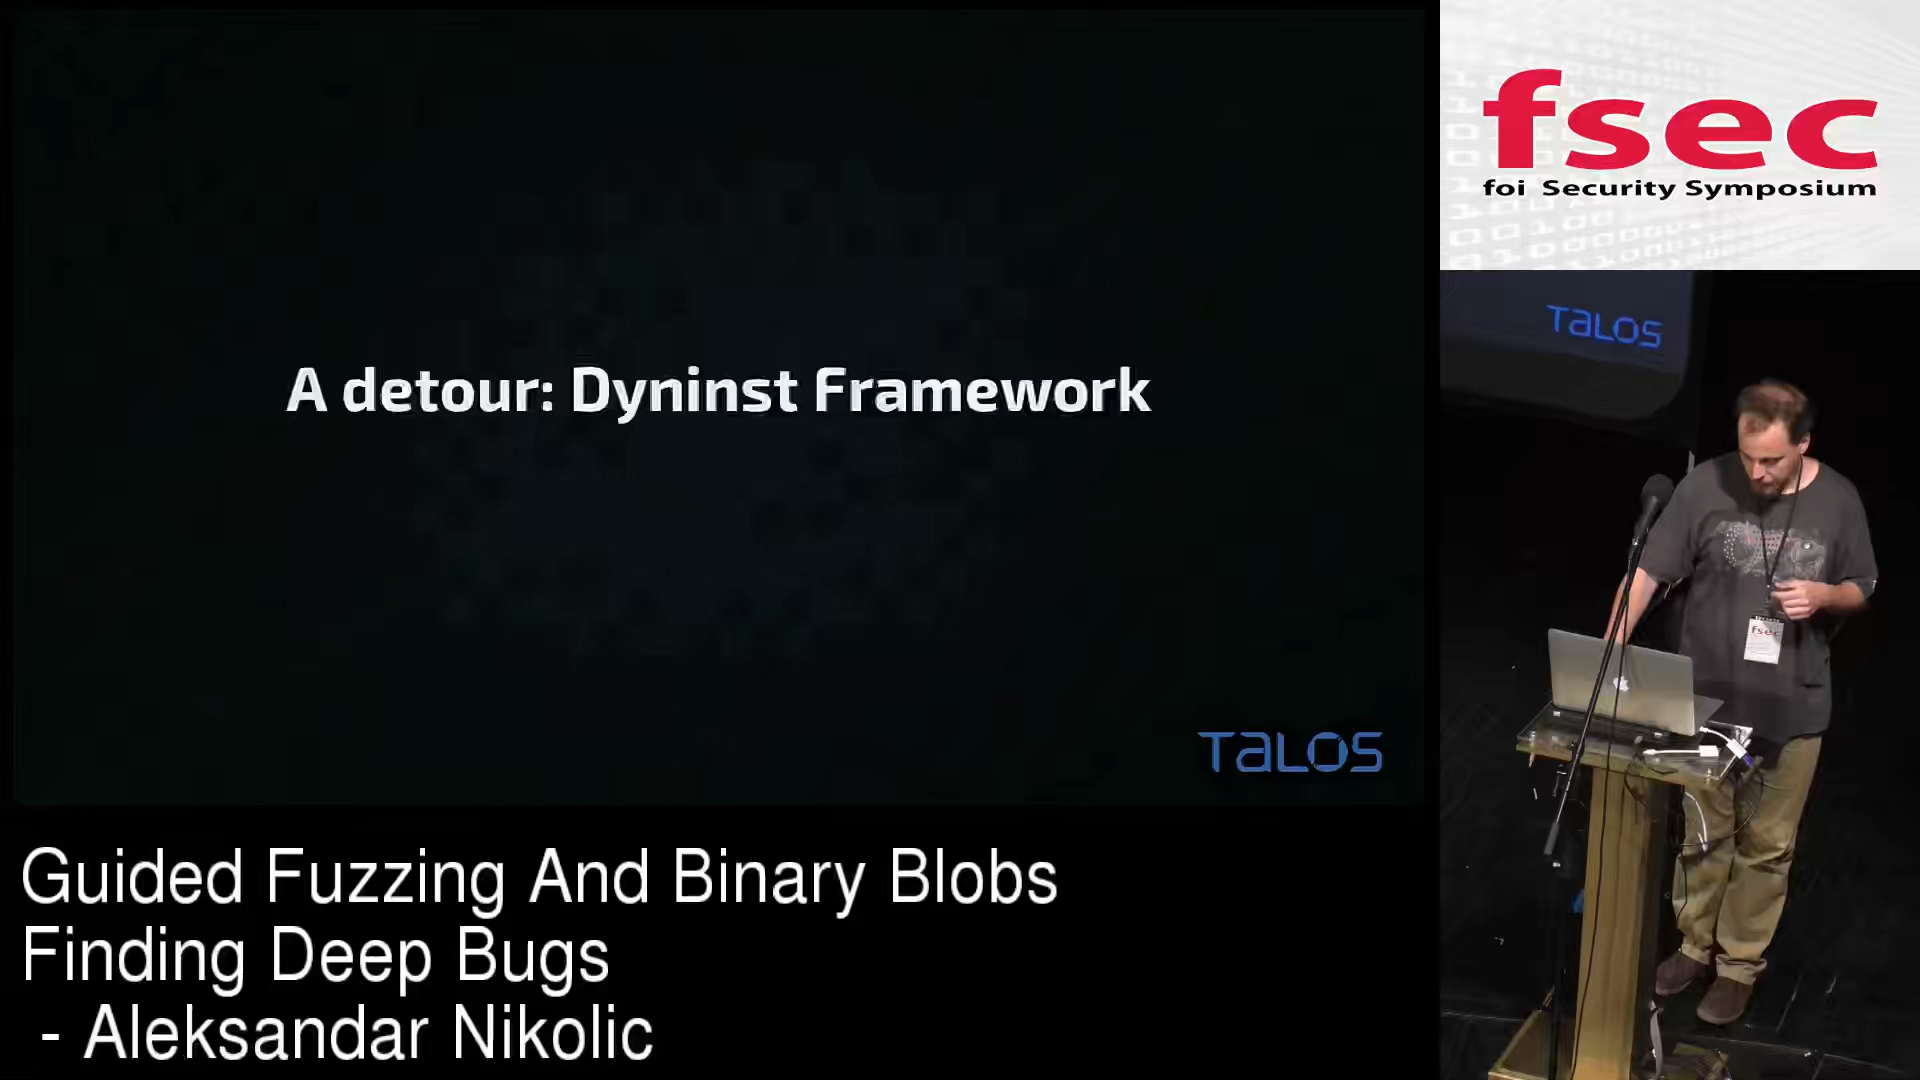 A detour: Dyninst Framework
TALOS
Guided Fuzzing And Binary Blobs
Finding Deep Bugs
- Aleksandar Nikolic
fsec
foi Security Symposium
TALOS
fsec